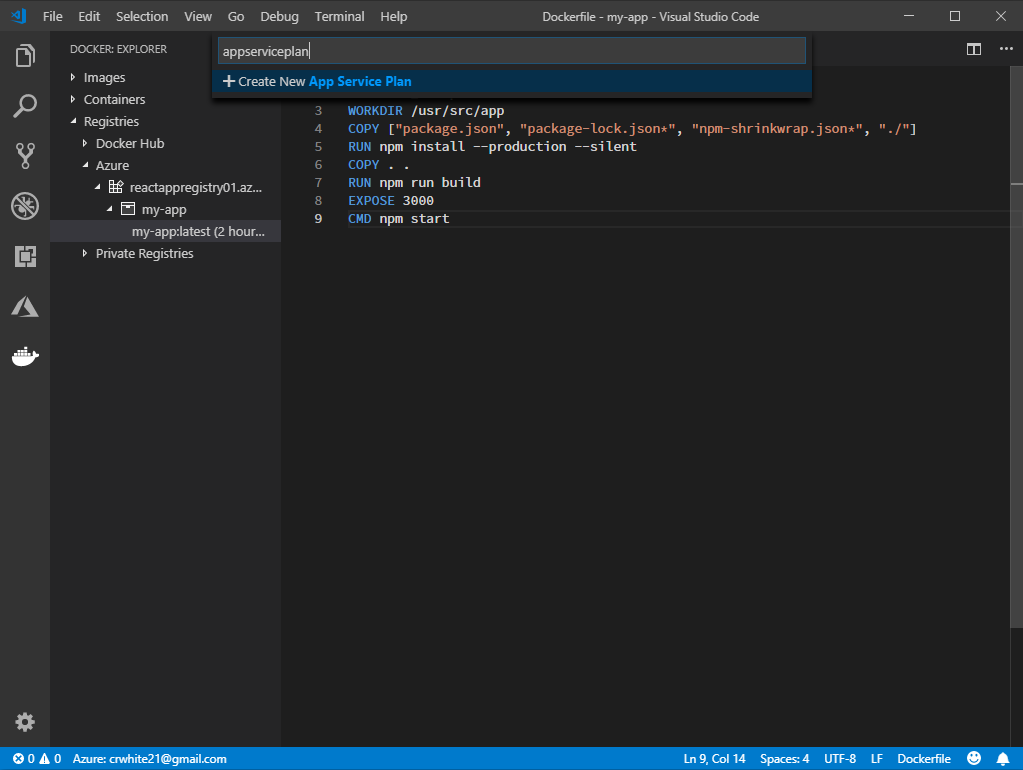 File Edit Selection View Go Debug Terminal Help Dockerfile - my-app - Visual Studio Code
DOCKER: EXPLORER
Images
Containers
Registries
Docker Hub
Azure
reactappregistry01.az...
my-app
my-app:latest (2 hour...
Private Registries
appserviceplan
+ Create New App Service Plan
3 WORKDIR /usr/src/app
4 COPY ["package.json", "package-lock.json*", "npm-shrinkwrap.json*", "./"]
5 RUN npm install --production --silent
6 COPY . .
7 RUN npm run build
8 EXPOSE 3000
9 CMD npm start
0 0 Azure: crwhite21@gmail.com Ln 9, Col 14 Spaces: 4 UTF-8 LF Dockerfile